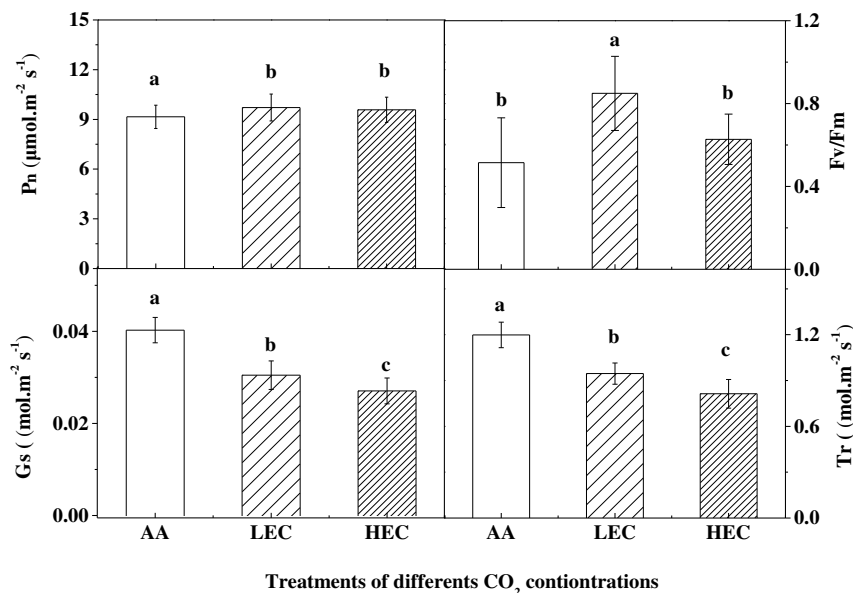 Pn (μmol.m⁻² s⁻¹)
15
12
9
6
3
0
a
b
b
b
a
b
1.2
0.8
0.4
0.0
Fv/Fm
Gs ( (mol.m⁻² s⁻¹)
0.04
0.02
0.00
a
b
c
a
b
c
1.2
0.6
0.0
Tr ( (mol.m⁻² s⁻¹)
AA LEC HEC AA LEC HEC
Treatments of differents CO₂ contiontrations